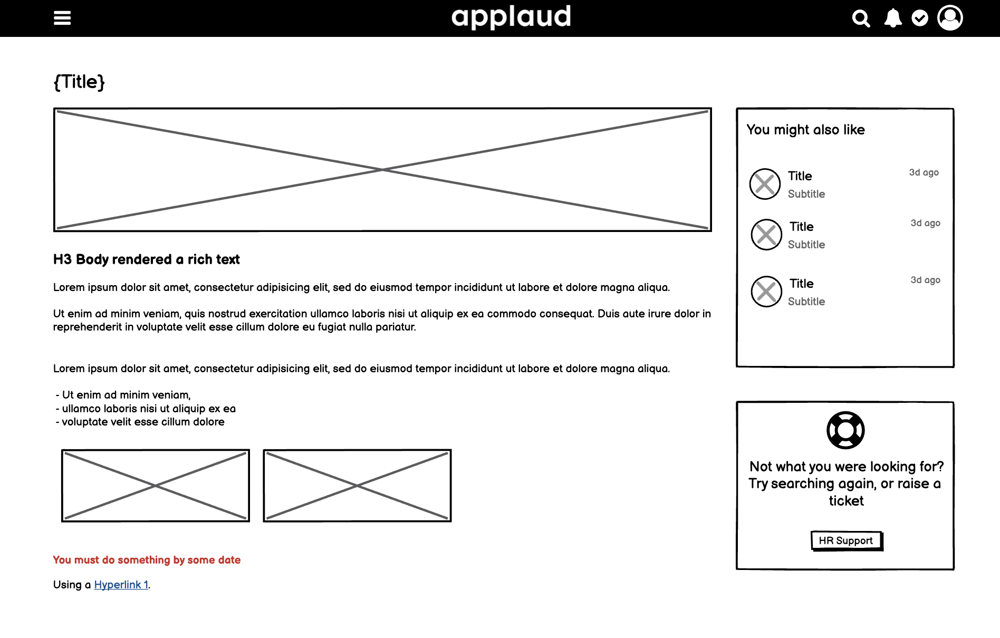 applaud
{Title}
H3 Body rendered a rich text
Lorem ipsum dolor sit amet, consectetur adipisicing elit, sed do eiusmod tempor incididunt ut labore et dolore magna aliqua.
Ut enim ad minim veniam, quis nostrud exercitation ullamco laboris nisi ut aliquip ex ea commodo consequat. Duis aute irure dolor in
reprehenderit in voluptate velit esse cillum dolore eu fugiat nulla pariatur.
Lorem ipsum dolor sit amet, consectetur adipisicing elit, sed do eiusmod tempor incididunt ut labore et dolore magna aliqua.
- Ut enim ad minim veniam,
- ullamco laboris nisi ut aliquip ex ea
- voluptate velit esse cillum dolore
You must do something by some date
Using a Hyperlink 1.
You might also like
Title
3d ago
Subtitle
Title
3d ago
Subtitle
Title
3d ago
Subtitle
Not what you were looking for?
Try searching again, or raise a
ticket
HR Support